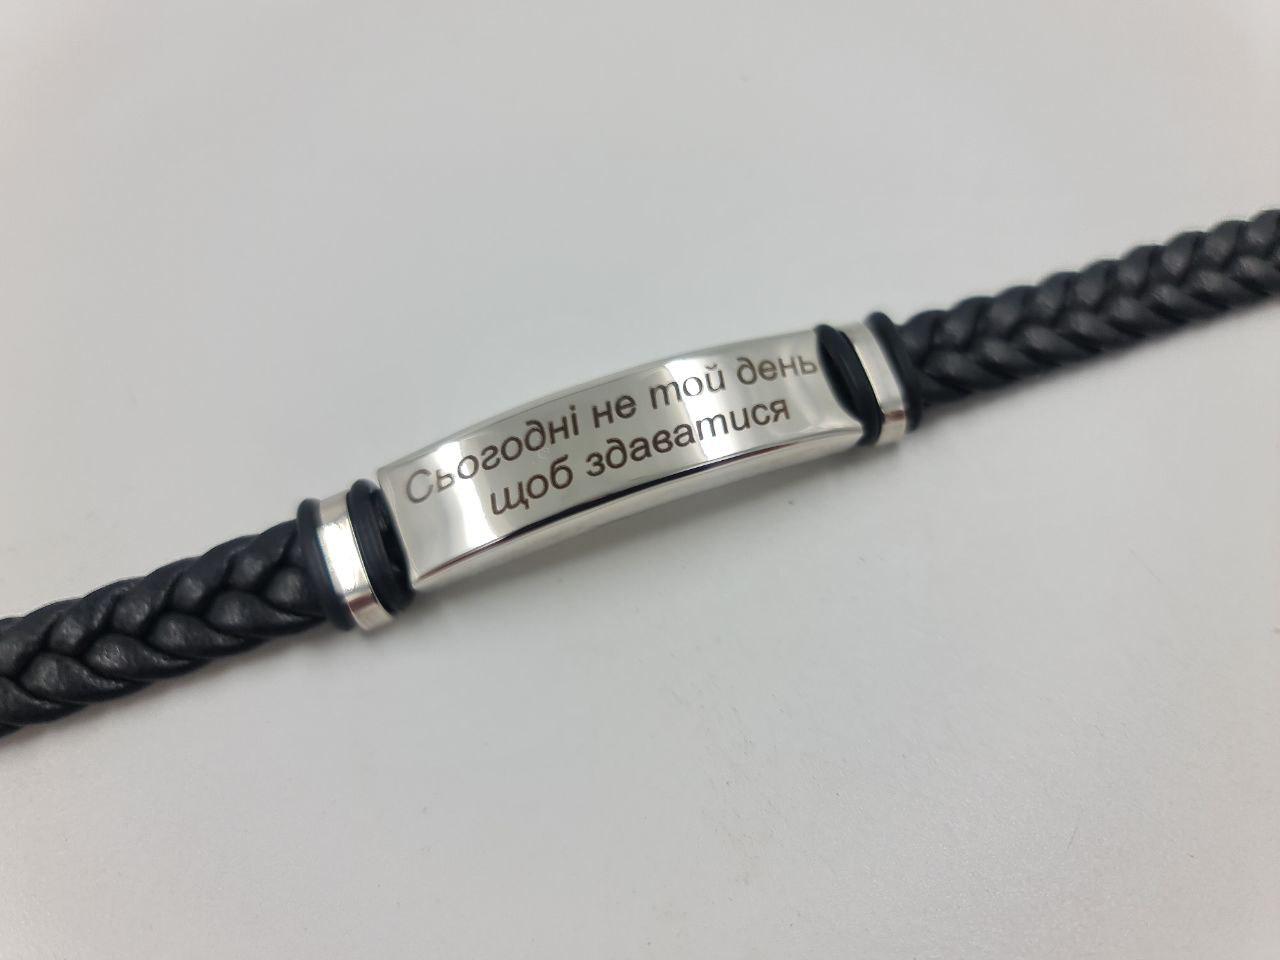 Сьогодні не той день
щоб здаватися